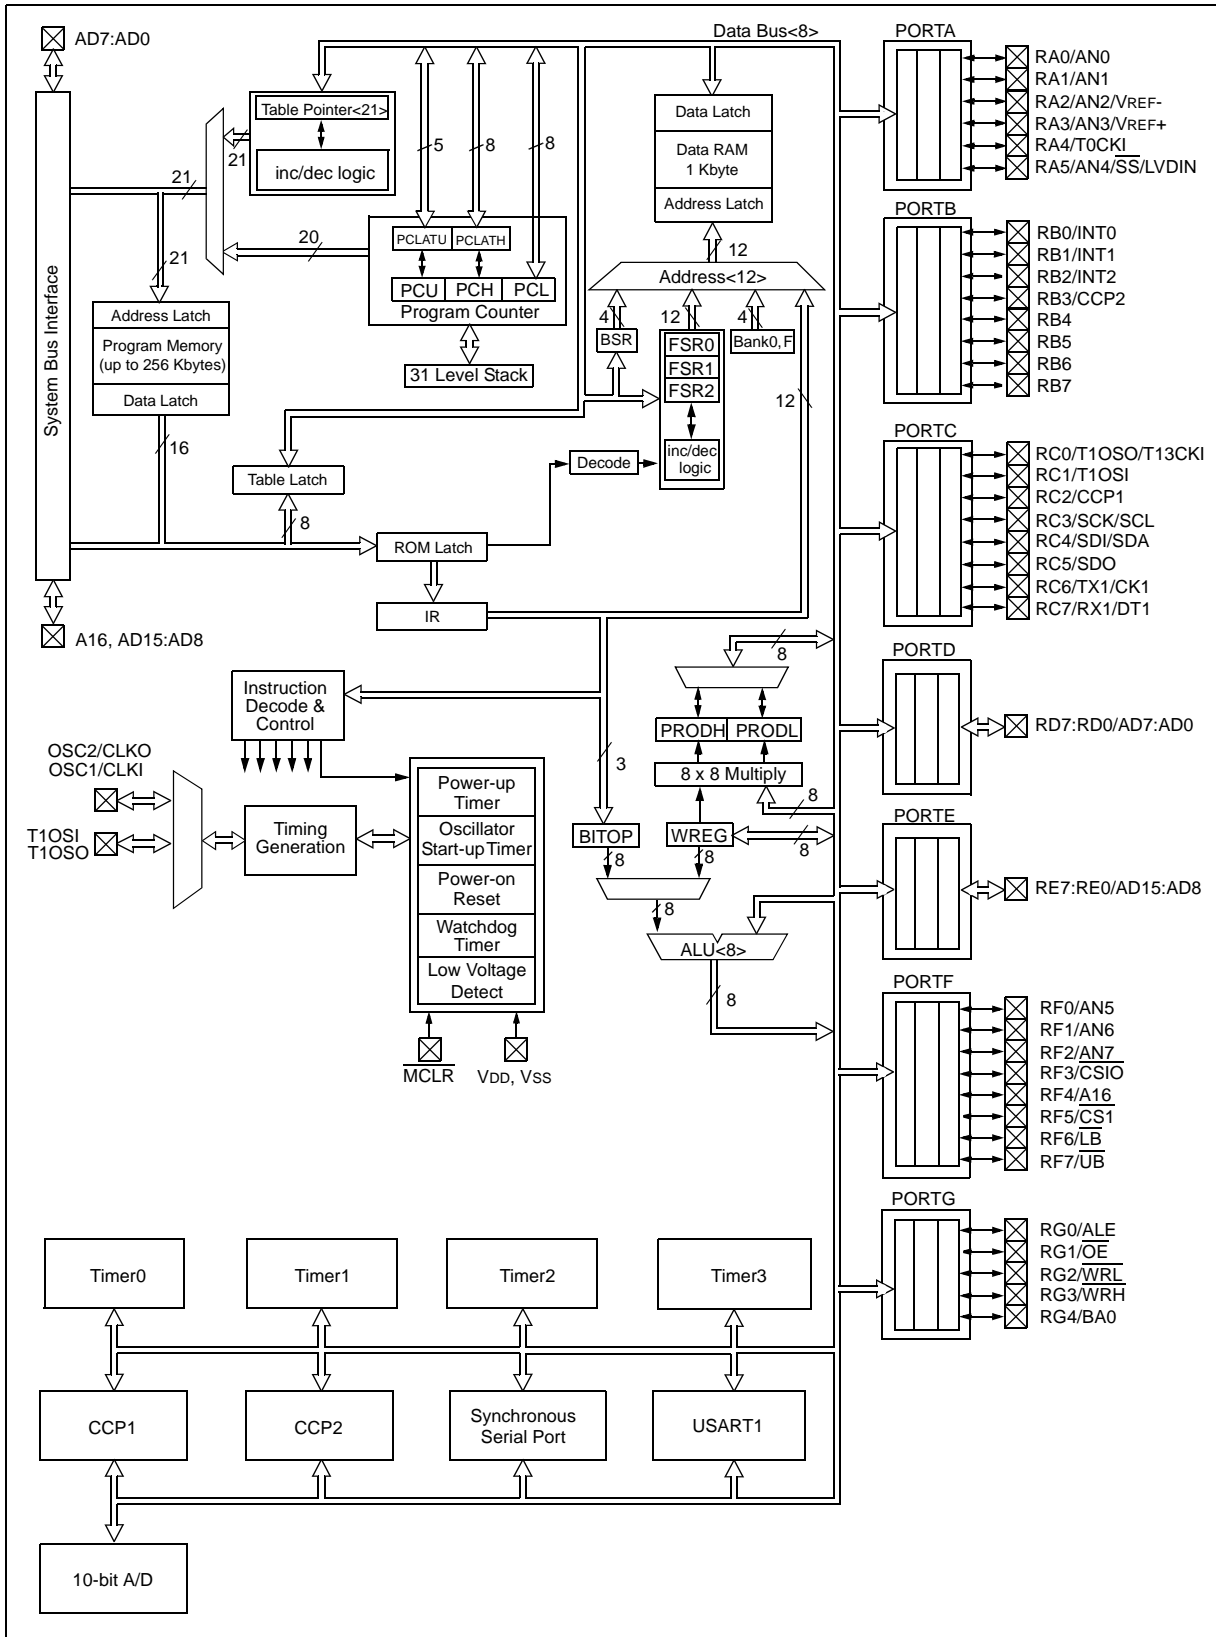 AD7:AD0
System Bus Interface
A16, AD15:AD8
Data Bus<8>
Table Pointer<21>
inc/dec logic
21
21
20
21
5
8
8
PCLATU
PCLATH
PCU
PCH
PCL
Program Counter
31 Level Stack
Address Latch
Program Memory
(up to 256 Kbytes)
Data Latch
16
Table Latch
8
ROM Latch
IR
Decode
Data Latch
Data RAM
1 Kbyte
Address Latch
12
Address<12>
4
12
4
BSR
FSR0
FSR1
FSR2
Bank0, F
inc/dec
logic
12
Instruction
Decode &
Control
OSC2/CLKO
OSC1/CLKI
T1OSI
T1OSO
Timing
Generation
Power-up
Timer
Oscillator
Start-up Timer
Power-on
Reset
Watchdog
Timer
Low Voltage
Detect
MCLR
VDD, VSS
8
PRODH
PRODL
8 x 8 Multiply
3
8
BITOP
WREG
8
8
8
8
ALU<8>
8
PORTA
RA0/AN0
RA1/AN1
RA2/AN2/VREF-
RA3/AN3/VREF+
RA4/T0CKI
RA5/AN4/SS/LVDIN
PORTB
RB0/INT0
RB1/INT1
RB2/INT2
RB3/CCP2
RB4
RB5
RB6
RB7
PORTC
RC0/T1OSO/T13CKI
RC1/T1OSI
RC2/CCP1
RC3/SCK/SCL
RC4/SDI/SDA
RC5/SDO
RC6/TX1/CK1
RC7/RX1/DT1
PORTD
RD7:RD0/AD7:AD0
PORTE
RE7:RE0/AD15:AD8
PORTF
RF0/AN5
RF1/AN6
RF2/AN7
RF3/CSIO
RF4/A16
RF5/CS1
RF6/LB
RF7/UB
PORTG
RG0/ALE
RG1/OE
RG2/WRL
RG3/WRH
RG4/BA0
Timer0
Timer1
Timer2
Timer3
CCP1
CCP2
Synchronous
Serial Port
USART1
10-bit A/D